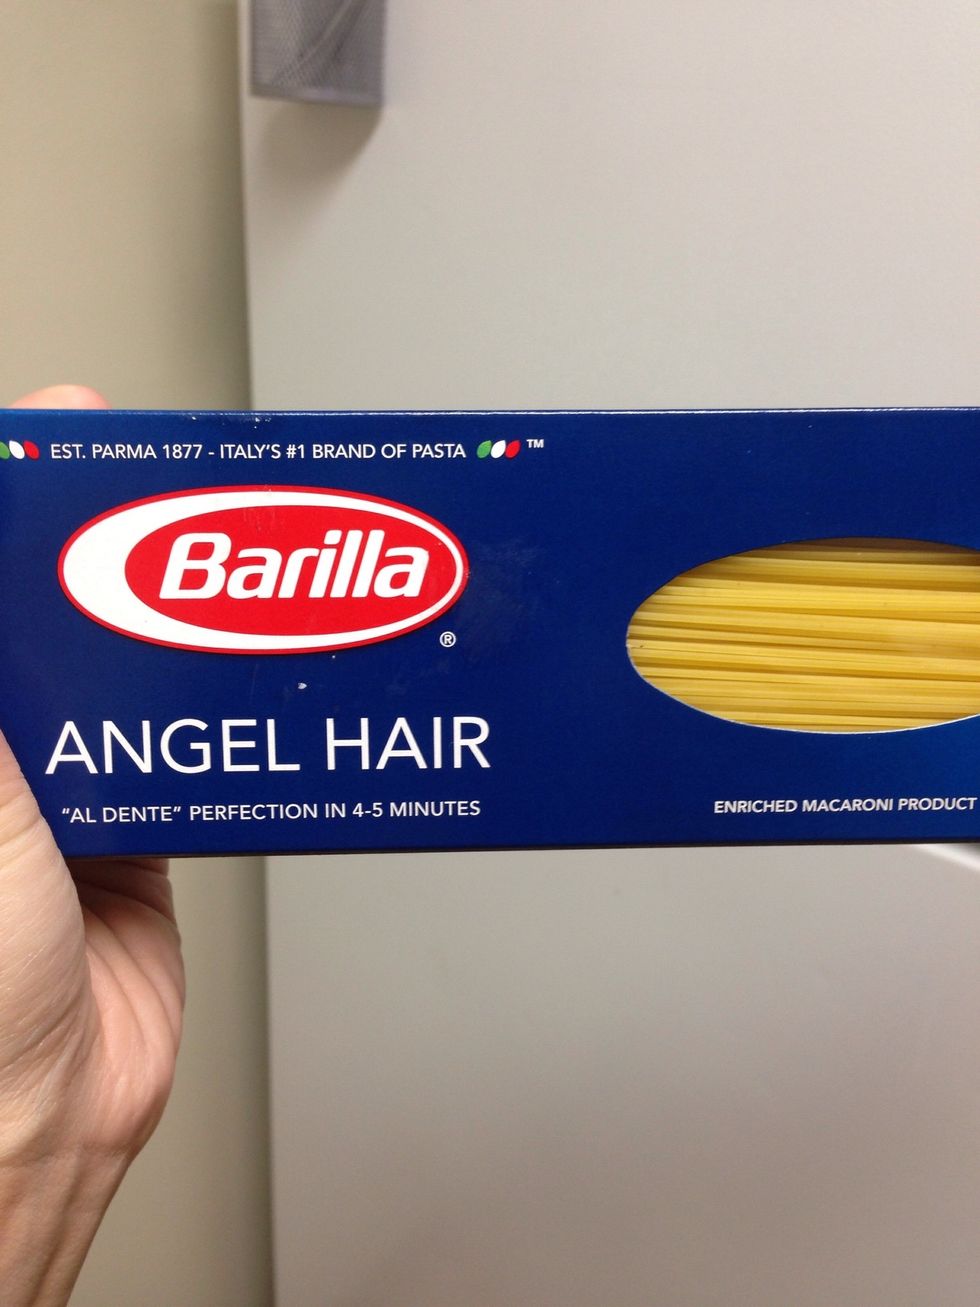 EST. PARMA 1877 - ITALY'S #1 BRAND OF PASTA ™
Barilla
®
ANGEL HAIR
"AL DENTE" PERFECTION IN 4-5 MINUTES
ENRICHED MACARONI PRODUCT